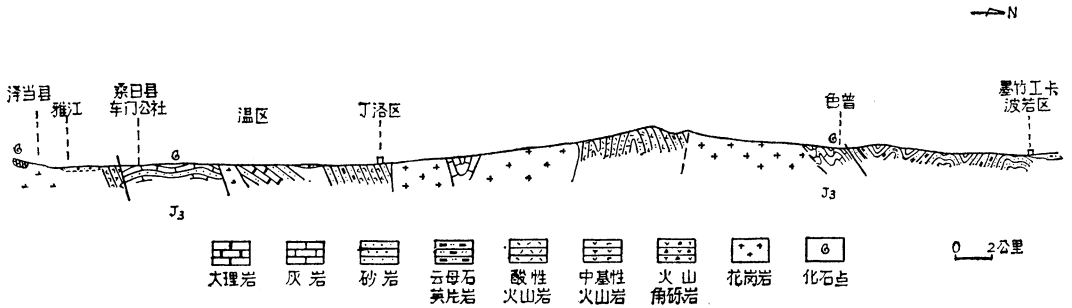 N
泽当县
雅江
桑日县
车门公社
温区
丁洛区
色普
墨竹工卡
波若区
G
G
G
J3
J3
大理岩
灰岩
砂岩
云母石
英片岩
酸性
火山岩
中基性
火山岩
火山
角砾岩
花岗岩
G
化石点
0 2公里